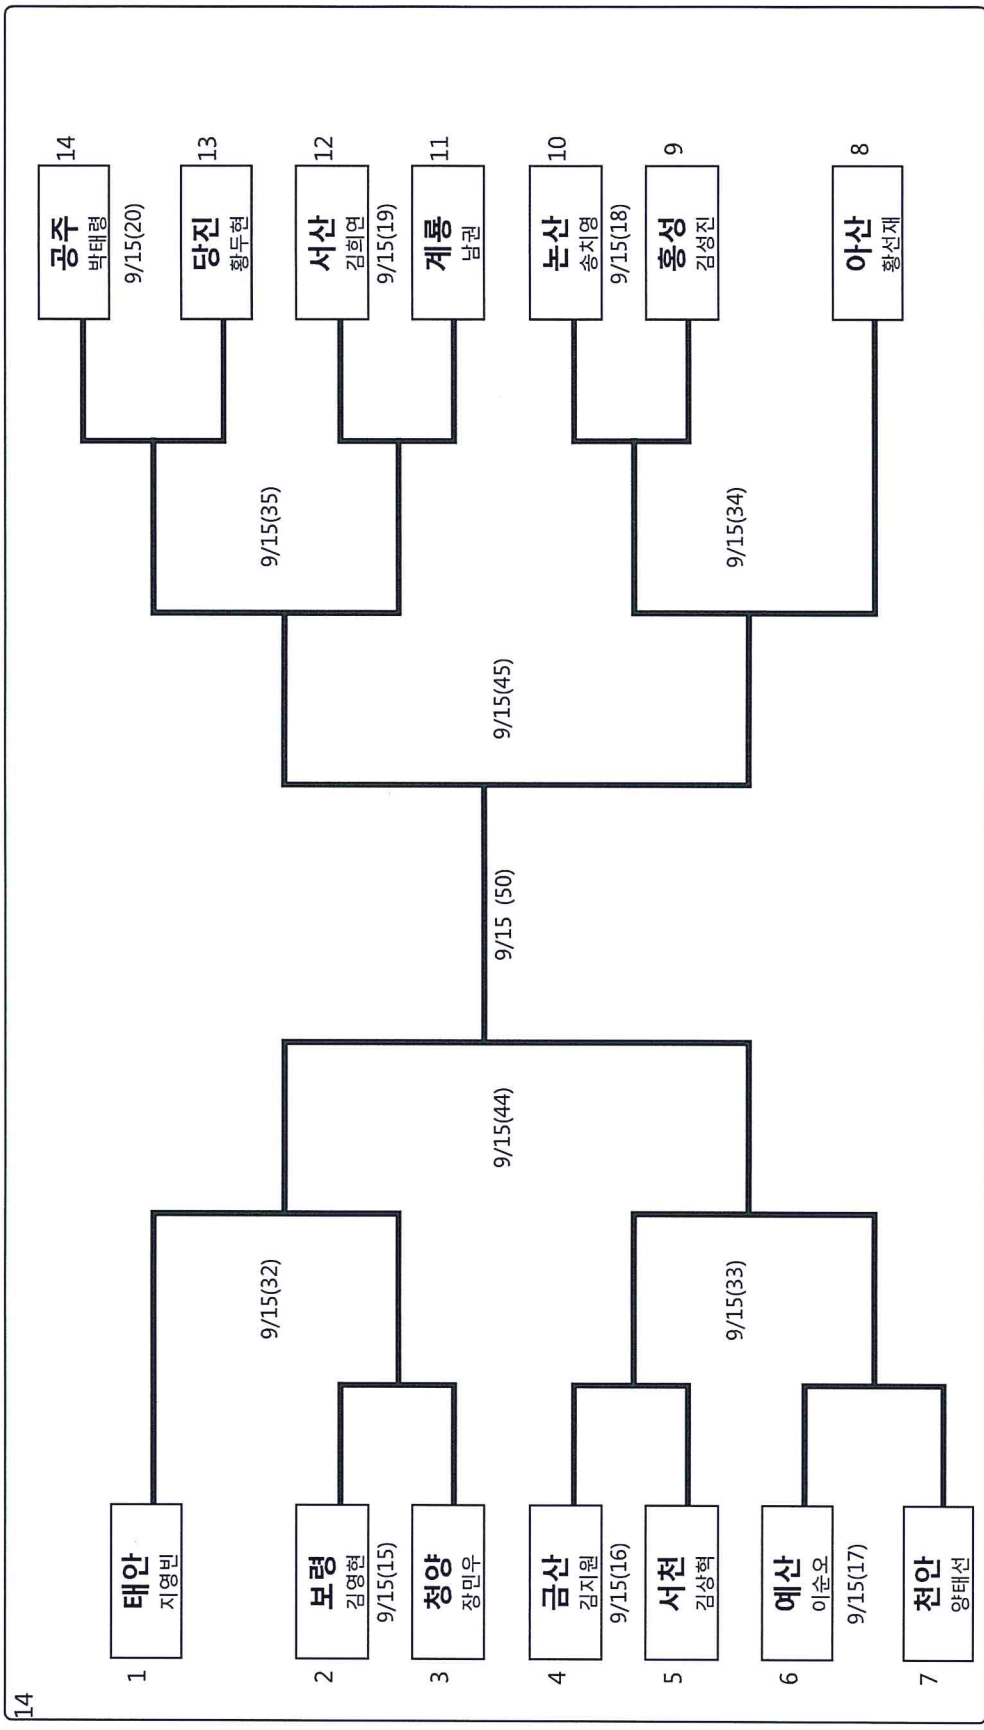 14
1
태안
지영빈
2
보령
김영현
9/15(15)
3
청양
장민우
4
금산
김지원
9/15(16)
5
서천
김상혁
6
예산
이순오
9/15(17)
7
천안
양태선
9/15(32)
9/15(33)
9/15(44)
9/15 (50)
9/15(45)
9/15(35)
9/15(34)
공주
박태령
14
9/15(20)
당진
황두현
13
서산
김희연
12
9/15(19)
계룡
남권
11
논산
송치영
10
9/15(18)
홍성
김성진
9
아산
황선재
8